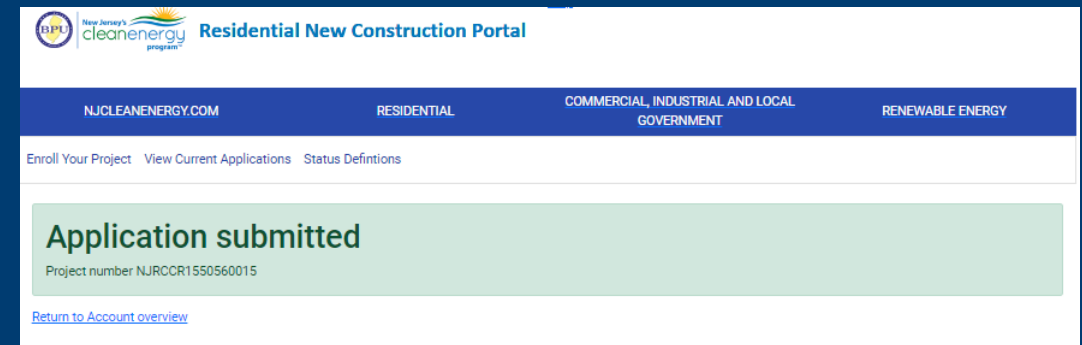 BPU
New Jersey's
cleanenergy
program™
Residential New Construction Portal
NJCLEANENERGY.COM
RESIDENTIAL
COMMERCIAL, INDUSTRIAL AND LOCAL
GOVERNMENT
RENEWABLE ENERGY
Enroll Your Project View Current Applications Status Defintions
Application submitted
Project number NJRCCR1550560015
Return to Account overview